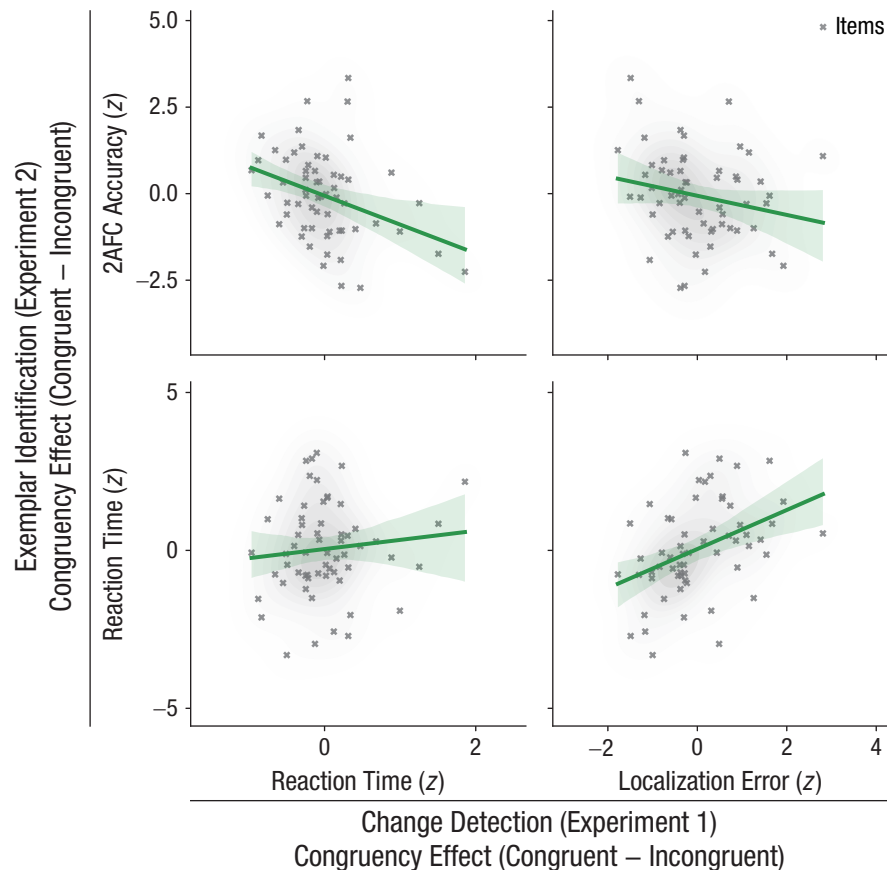 Exemplar Identification (Experiment 2)
Congruency Effect (Congruent – Incongruent)
2AFC Accuracy (z)
5.0
2.5
0.0
−2.5
Items
Reaction Time (z)
5
0
−5
0
2
−2
0
2
4
Reaction Time (z)
Localization Error (z)
Change Detection (Experiment 1)
Congruency Effect (Congruent – Incongruent)